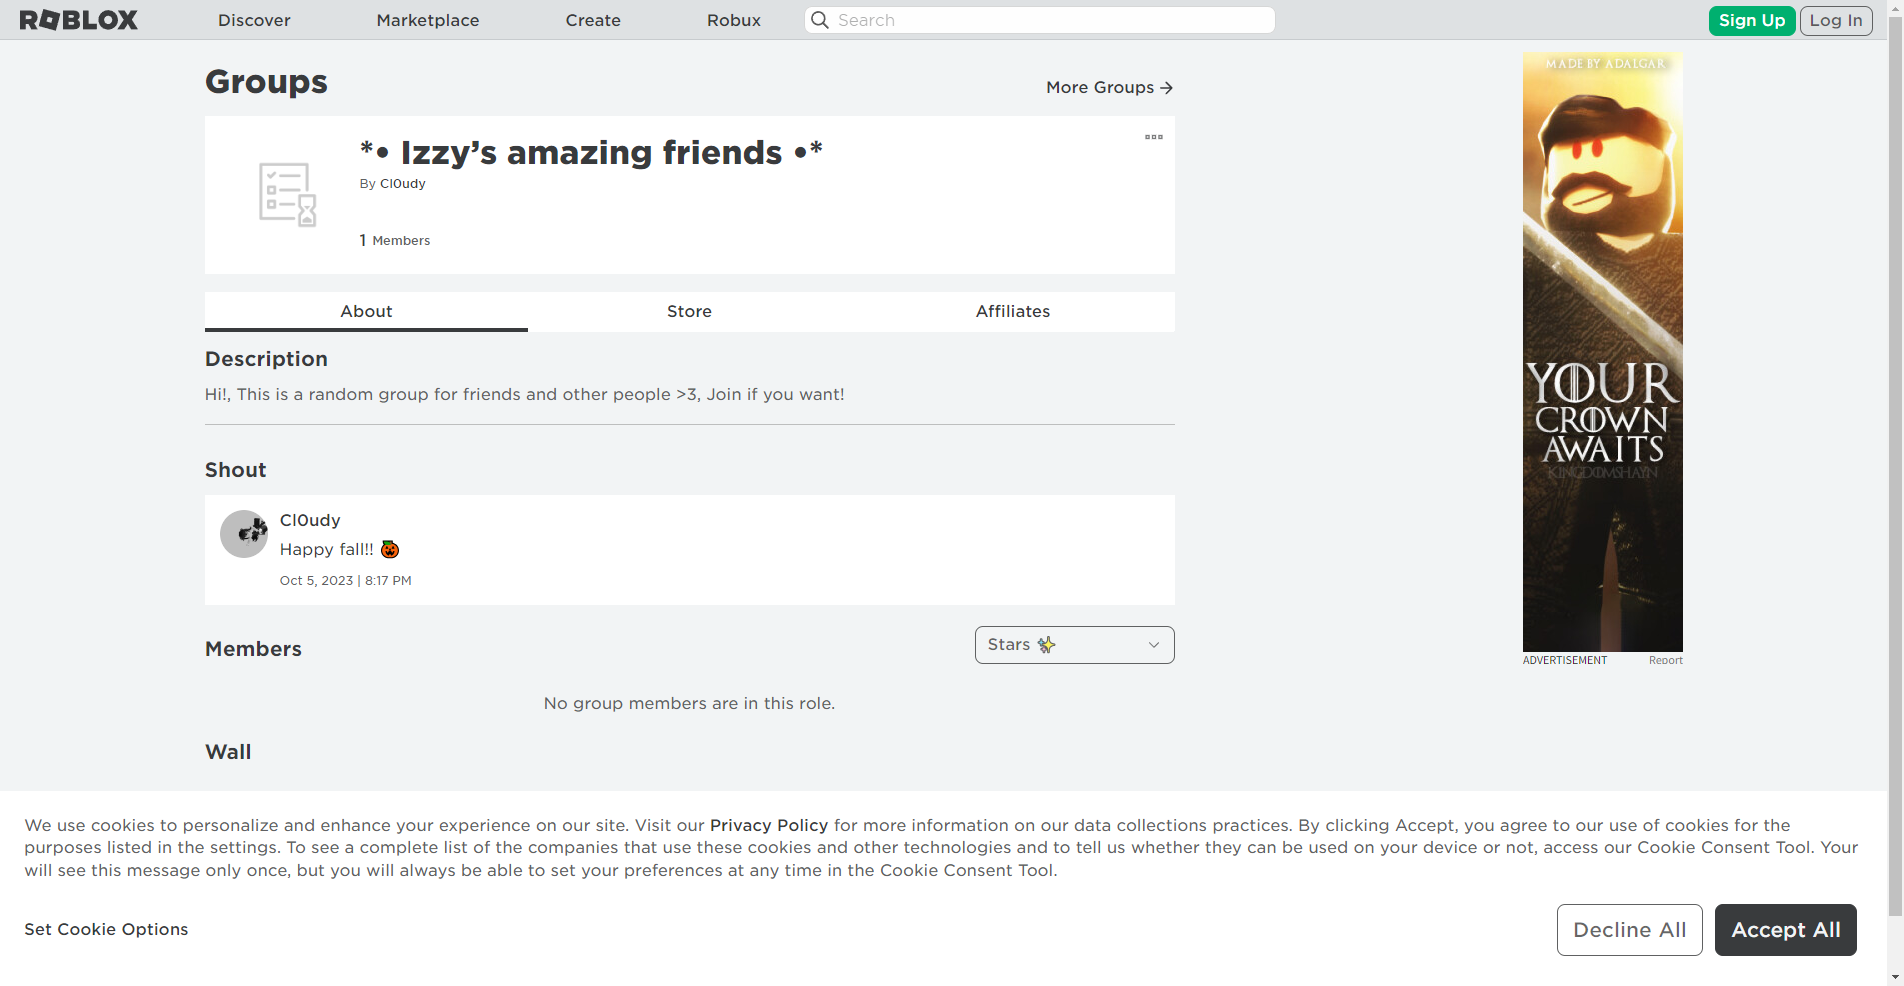 ROBLOX Discover Marketplace Create Robux Search Sign Up Log In
Groups
More Groups →
*• Izzy’s amazing friends •*
By Cl0udy
1 Members
About Store Affiliates
Description
Hi!, This is a random group for friends and other people >3, Join if you want!
Shout
Cl0udy
Happy fall!! 🎃
Oct 5, 2023 | 8:17 PM
Members
Stars ✨
No group members are in this role.
Wall
MADE BY ADALGAR
YOUR
CROWN
AWAITS
KINGDOMSHAYN
ADVERTISEMENT Report
We use cookies to personalize and enhance your experience on our site. Visit our Privacy Policy for more information on our data collections practices. By clicking Accept, you agree to our use of cookies for the
purposes listed in the settings. To see a complete list of the companies that use these cookies and other technologies and to tell us whether they can be used on your device or not, access our Cookie Consent Tool. Your
will see this message only once, but you will always be able to set your preferences at any time in the Cookie Consent Tool.
Set Cookie Options
Decline All
Accept All